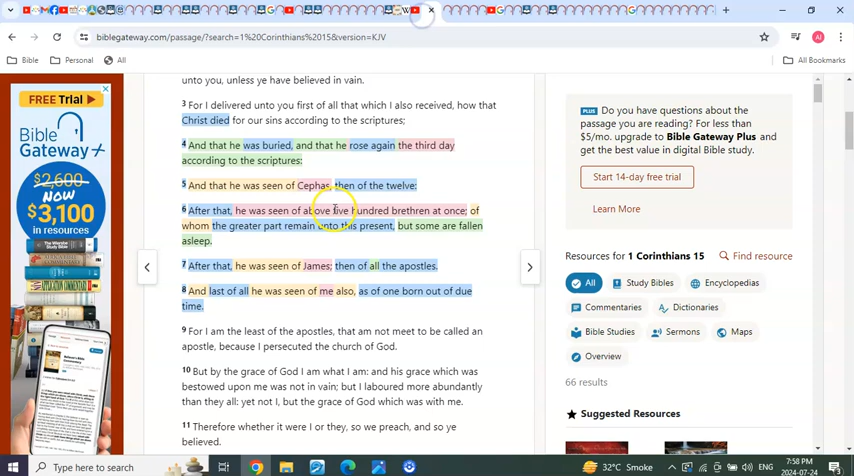 biblegateway.com/passage/?search=1%20Corinthians%2015&version=KJV
AI
Bible
Personal
All
All Bookmarks
unto you, unless ye have believed in vain.
3 For I delivered unto you first of all that which I also received, how that
Christ died for our sins according to the scriptures;
4 And that he was buried, and that he rose again the third day
according to the scriptures:
5 And that he was seen of Cephas, then of the twelve:
6 After that, he was seen of above five hundred brethren at once; of
whom the greater part remain unto this present, but some are fallen
asleep.
7 After that, he was seen of James; then of all the apostles.
8 And last of all he was seen of me also, as of one born out of due
time.
9 For I am the least of the apostles, that am not meet to be called an
apostle, because I persecuted the church of God.
10 But by the grace of God I am what I am: and his grace which was
bestowed upon me was not in vain; but I laboured more abundantly
than they all: yet not I, but the grace of God which was with me.
11 Therefore whether it were I or they, so we preach, and so ye
believed.
FREE Trial
Bible
Gateway+
$2,600
NOW
$3,100
in resources
PLUS Do you have questions about the
passage you are reading? For less than
$5/mo. upgrade to Bible Gateway Plus and
get the best value in digital Bible study.
Start 14-day free trial
Learn More
Resources for 1 Corinthians 15
Find resource
All
Study Bibles
Encyclopedias
Commentaries
Dictionaries
Bible Studies
Sermons
Maps
Overview
66 results
Suggested Resources
Type here to search
32°C Smoke
7:58 PM
2024-07-24